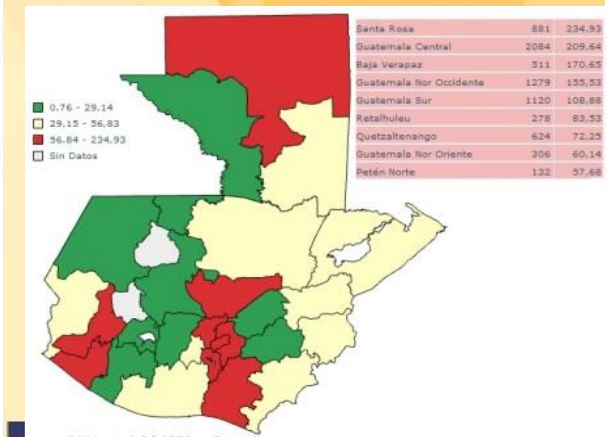 Santa Rosa 881 234,93
Guatemala Central 2084 209,64
Baja Verapaz 511 170,65
Guatemala Nor Occidente 1279 155,53
Guatemala Sur 1120 108,88
Retalhuleu 278 83,53
Quetzaltenango 624 72,25
Guatemala Nor Oriente 306 60,14
Petén Norte 132 57,68
0,76 - 29,14
29,15 - 56,83
56,84 - 234,93
Sin Datos